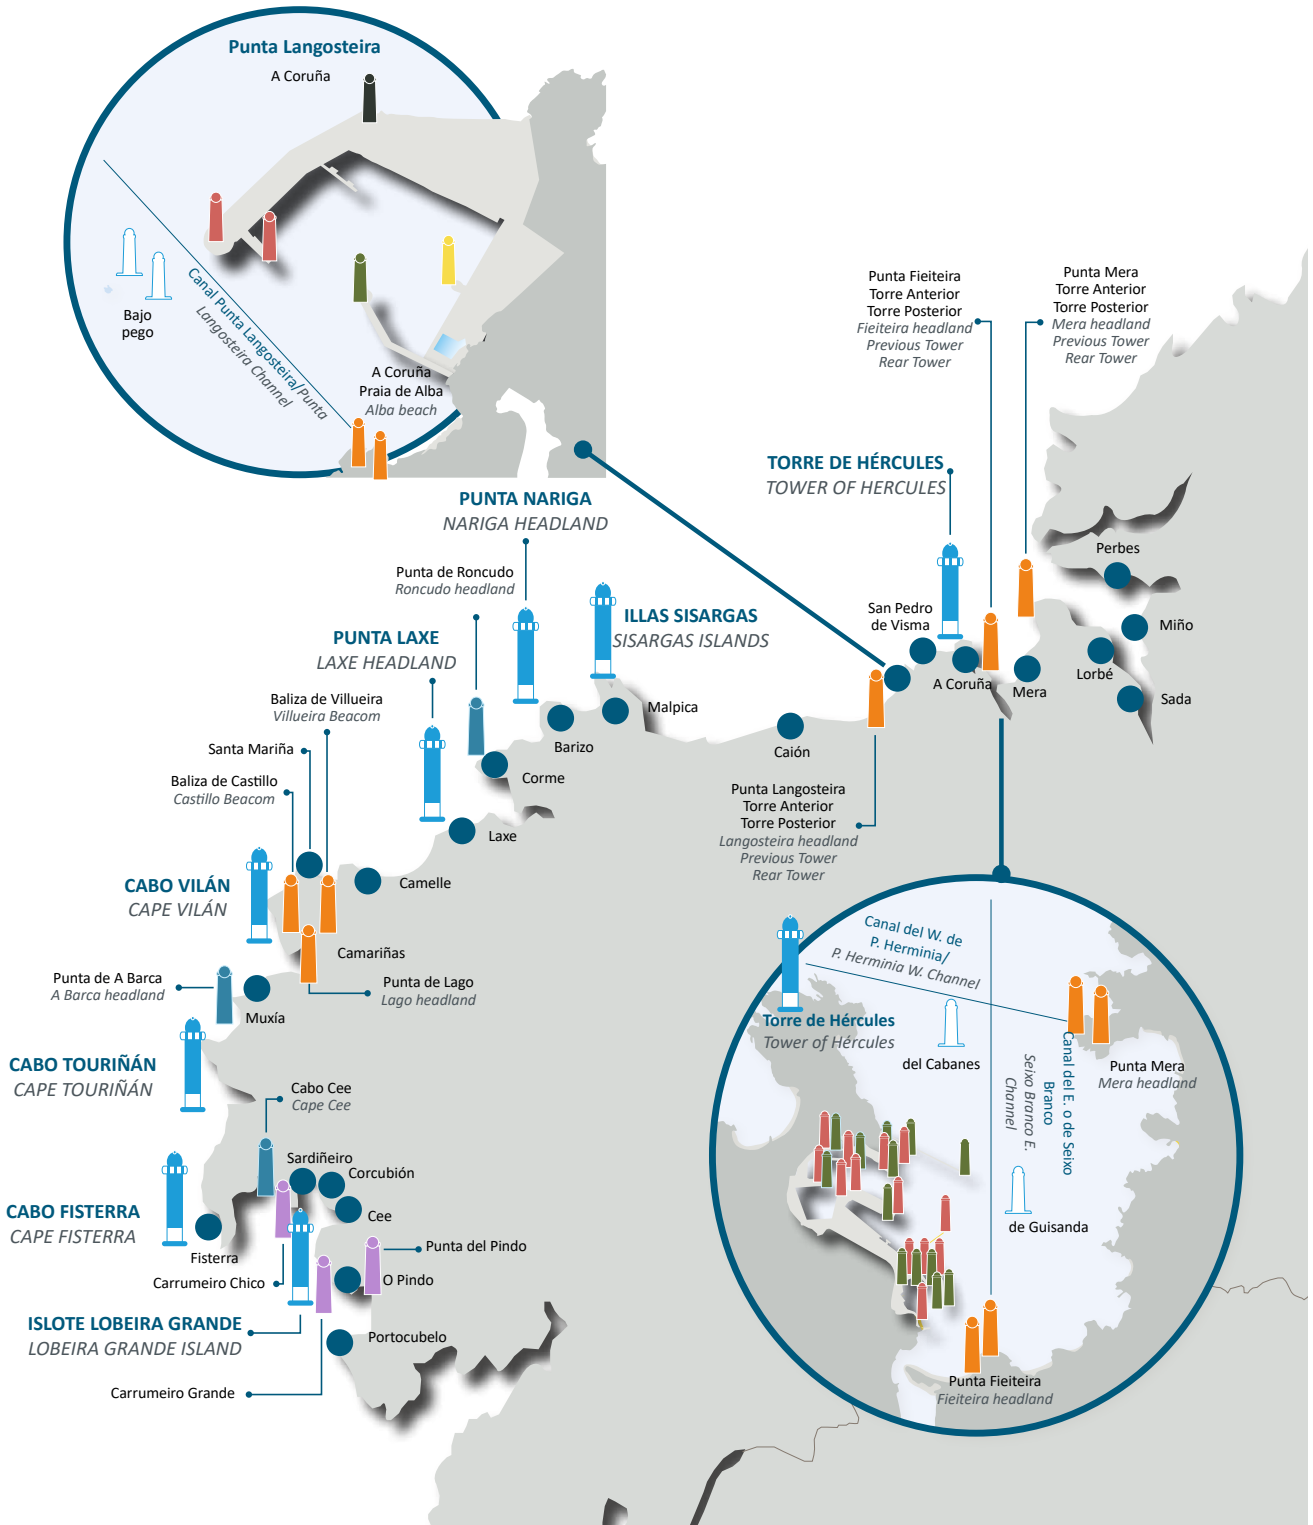 Punta Langosteira
A Coruña
Canal Punta Langosteira/Punta
Langosteira Channel
Bajo
pego
A Coruña
Praia de Alba
Alba beach
Punta Fieiteira
Torre Anterior
Torre Posterior
Fieiteira headland
Previous Tower
Rear Tower
Punta Mera
Torre Anterior
Torre Posterior
Mera headland
Previous Tower
Rear Tower
TORRE DE HÉRCULES
TOWER OF HERCULES
PUNTA NARIGA
NARIGA HEADLAND
Punta de Roncudo
Roncudo headland
ILLAS SISARGAS
SISARGAS ISLANDS
PUNTA LAXE
LAXE HEADLAND
Perbes
San Pedro
de Visma
Miño
Lorbé
A Coruña
Mera
Sada
Baliza de Villueira
Villueira Beacom
Malpica
Barizo
Caión
Santa Mariña
Corme
Baliza de Castillo
Castillo Beacom
Punta Langosteira
Torre Anterior
Torre Posterior
Langosteira headland
Previous Tower
Rear Tower
Laxe
CABO VILÁN
CAPE VILÁN
Camelle
Camariñas
Punta de A Barca
A Barca headland
Punta de Lago
Lago headland
Muxía
Canal del W. de
P. Herminia/
P. Herminia W. Channel
Torre de Hércules
Tower of Hércules
del Cabanes
Canal del E. o de Seixo
Branco
Seixo Branco E.
Channel
Punta Mera
Mera headland
CABO TOURIÑÁN
CAPE TOURIÑÁN
Cabo Cee
Cape Cee
Sardiñeiro
Corcubión
Cee
CABO FISTERRA
CAPE FISTERRA
Fisterra
de Guisanda
Punta del Pindo
Carrumeiro Chico
O Pindo
ISLOTE LOBEIRA GRANDE
LOBEIRA GRANDE ISLAND
Portocubelo
Carrumeiro Grande
Punta Fieiteira
Fieiteira headland